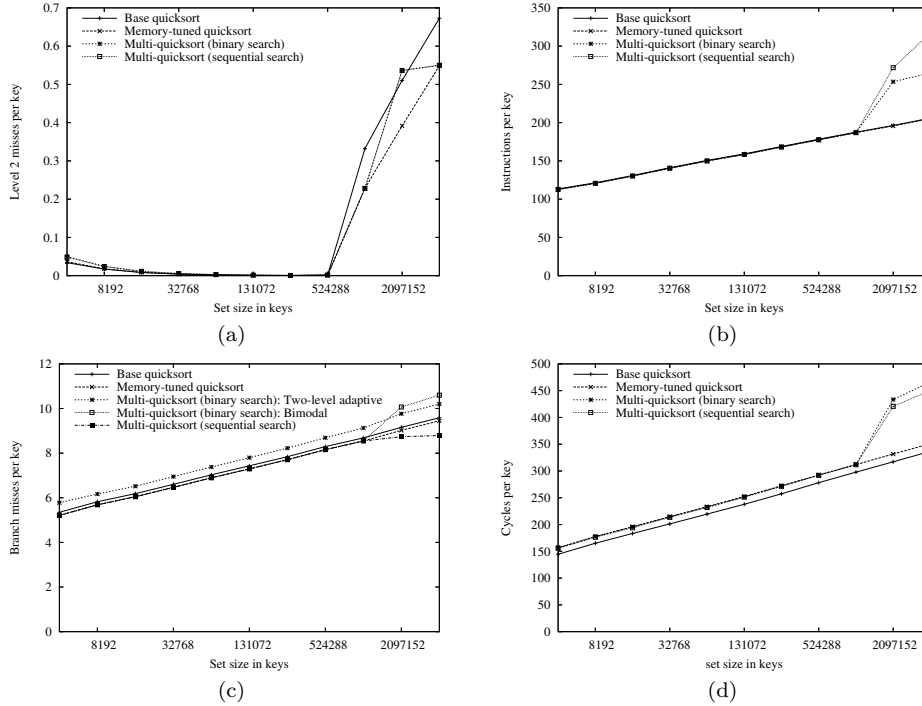 Base quicksort
Memory-tuned quicksort
Multi-quicksort (binary search)
Multi-quicksort (sequential search)
0.7
0.6
0.5
0.4
0.3
0.2
0.1
0
Level 2 misses per key
8192 32768 131072 524288 2097152
Set size in keys
(a)
Base quicksort
Memory-tuned quicksort
Multi-quicksort (binary search)
Multi-quicksort (sequential search)
350
300
250
200
150
100
50
0
Instructions per key
8192 32768 131072 524288 2097152
Set size in keys
(b)
Base quicksort
Memory-tuned quicksort
Multi-quicksort (binary search): Two-level adaptive
Multi-quicksort (binary search): Bimodal
Multi-quicksort (sequential search)
12
10
8
6
4
2
0
Branch misses per key
8192 32768 131072 524288 2097152
Set size in keys
(c)
Base quicksort
Memory-tuned quicksort
Multi-quicksort (binary search)
Multi-quicksort (sequential search)
500
450
400
350
300
250
200
150
100
50
0
Cycles per key
8192 32768 131072 524288 2097152
set size in keys
(d)